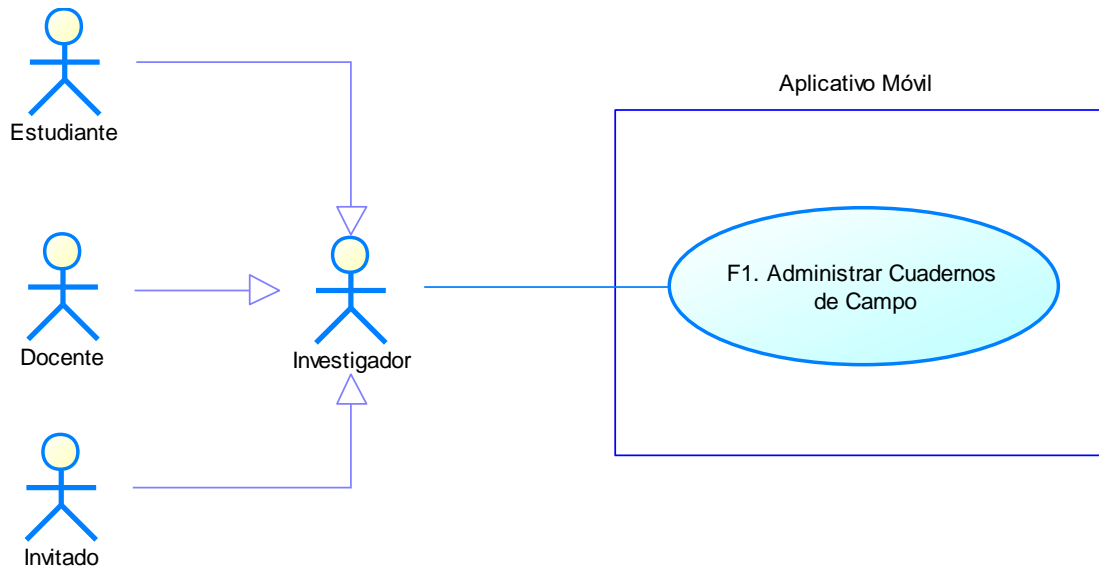 Estudiante
Aplicativo Móvil
Docente
Investigador
F1. Administrar Cuadernos
de Campo
Invitado